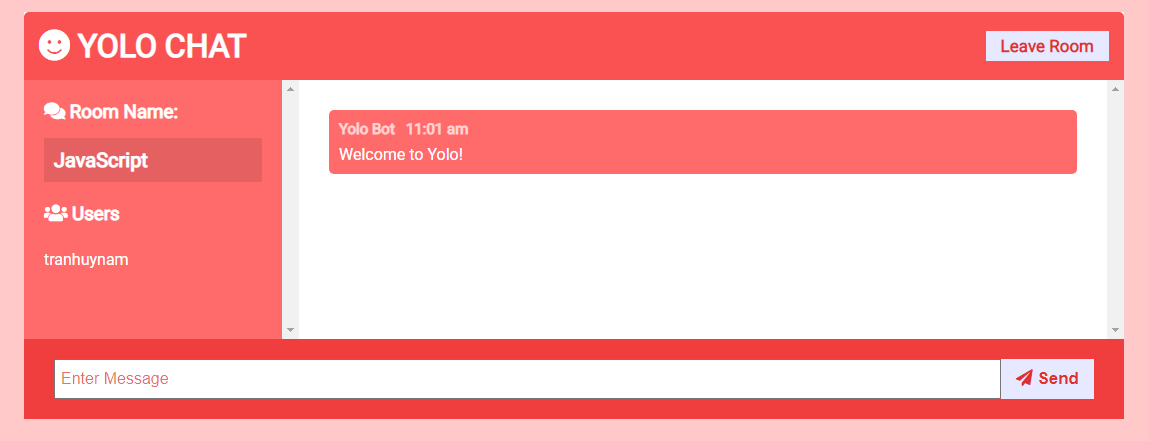 YOLO CHAT
Leave Room
Room Name:
JavaScript
Users
tranhuynam
Yolo Bot 11:01 am
Welcome to Yolo!
Enter Message
Send